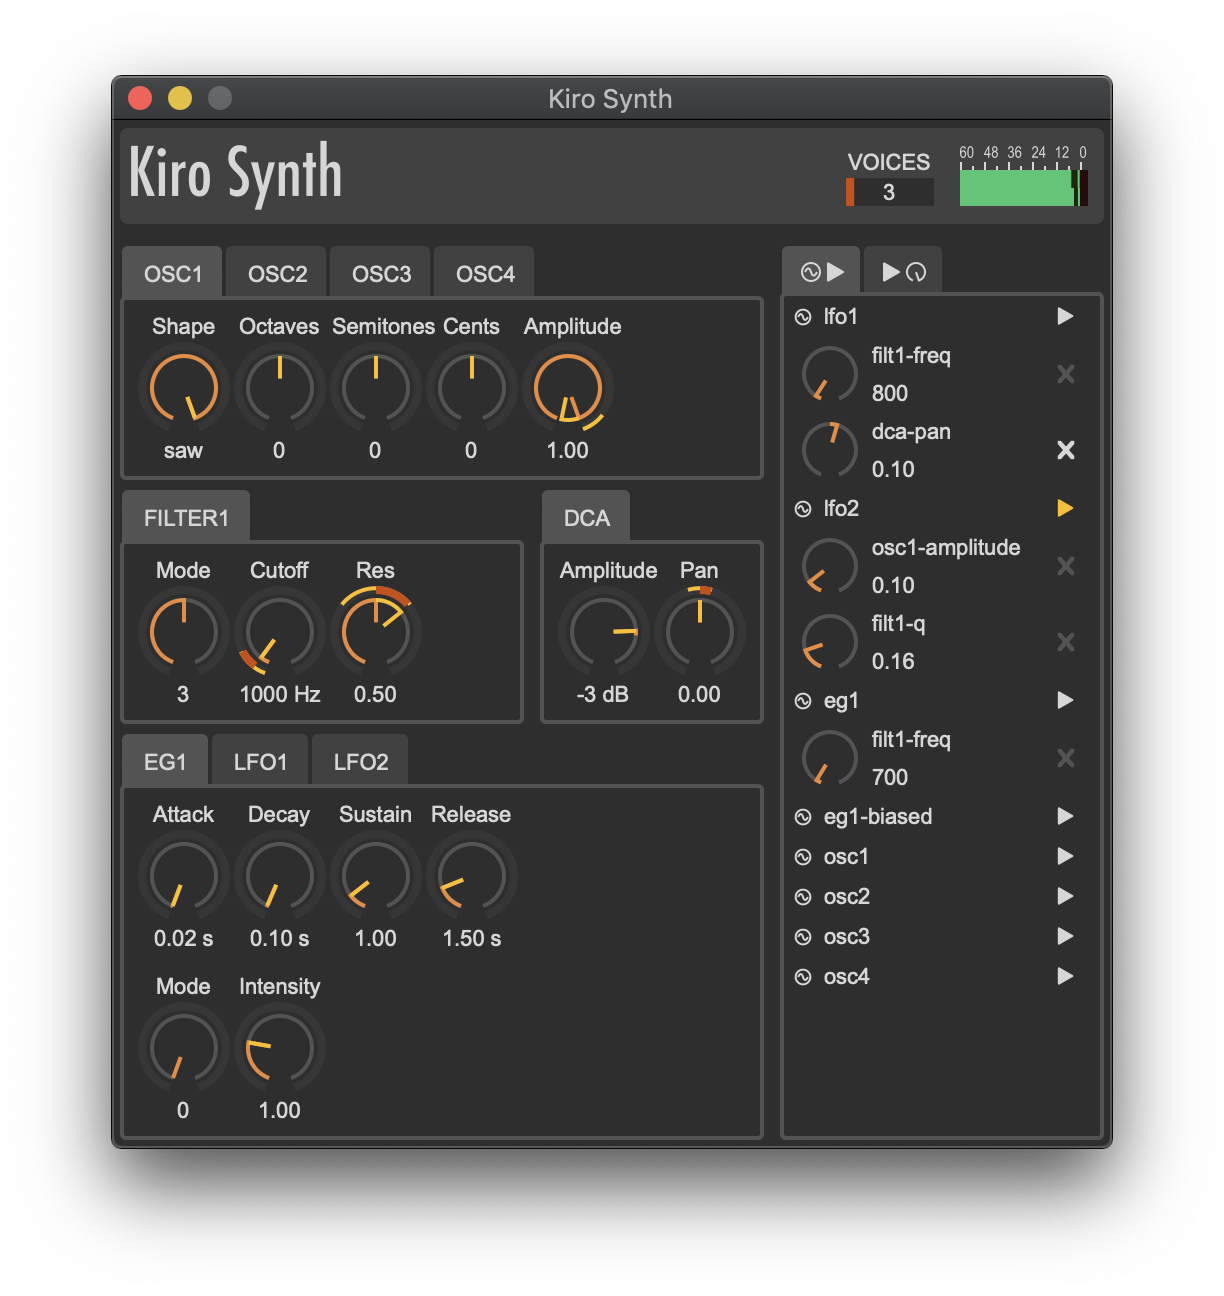 Kiro Synth
Kiro Synth
VOICES
3
60 48 36 24 12 0
OSC1 OSC2 OSC3 OSC4
Shape Octaves Semitones Cents Amplitude
saw 0 0 0 1.00
FILTER1
Mode Cutoff Res
3 1000 Hz 0.50
DCA
Amplitude Pan
-3 dB 0.00
EG1 LFO1 LFO2
Attack Decay Sustain Release
0.02 s 0.10 s 1.00 1.50 s
Mode Intensity
0 1.00
lfo1
filt1-freq
800
dca-pan
0.10
lfo2
osc1-amplitude
0.10
filt1-q
0.16
eg1
filt1-freq
700
eg1-biased
osc1
osc2
osc3
osc4